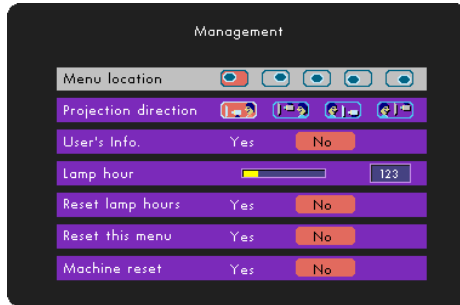 Management
Menu location
Projection direction
User's Info. Yes No
Lamp hour 123
Reset lamp hours Yes No
Reset this menu Yes No
Machine reset Yes No